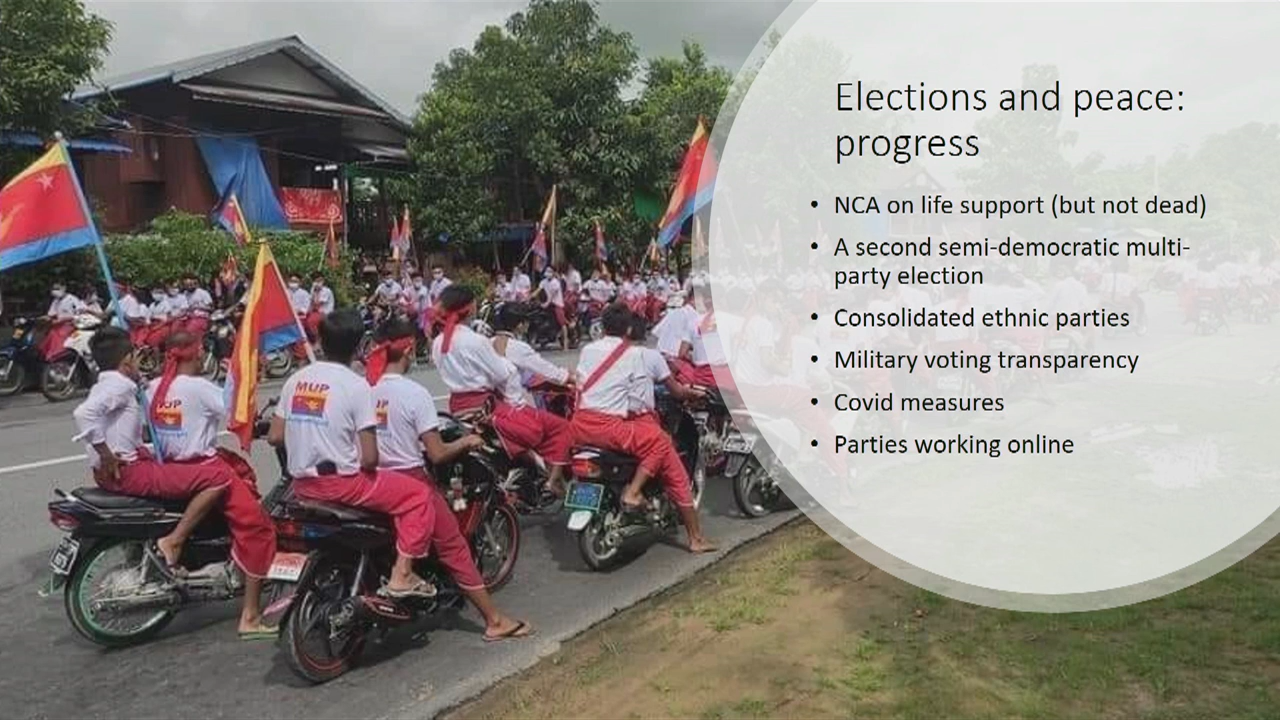 Elections and peace:
progress
• NCA on life support (but not dead)
• A second semi-democratic multi-
party election
• Consolidated ethnic parties
• Military voting transparency
• Covid measures
• Parties working online
MUP